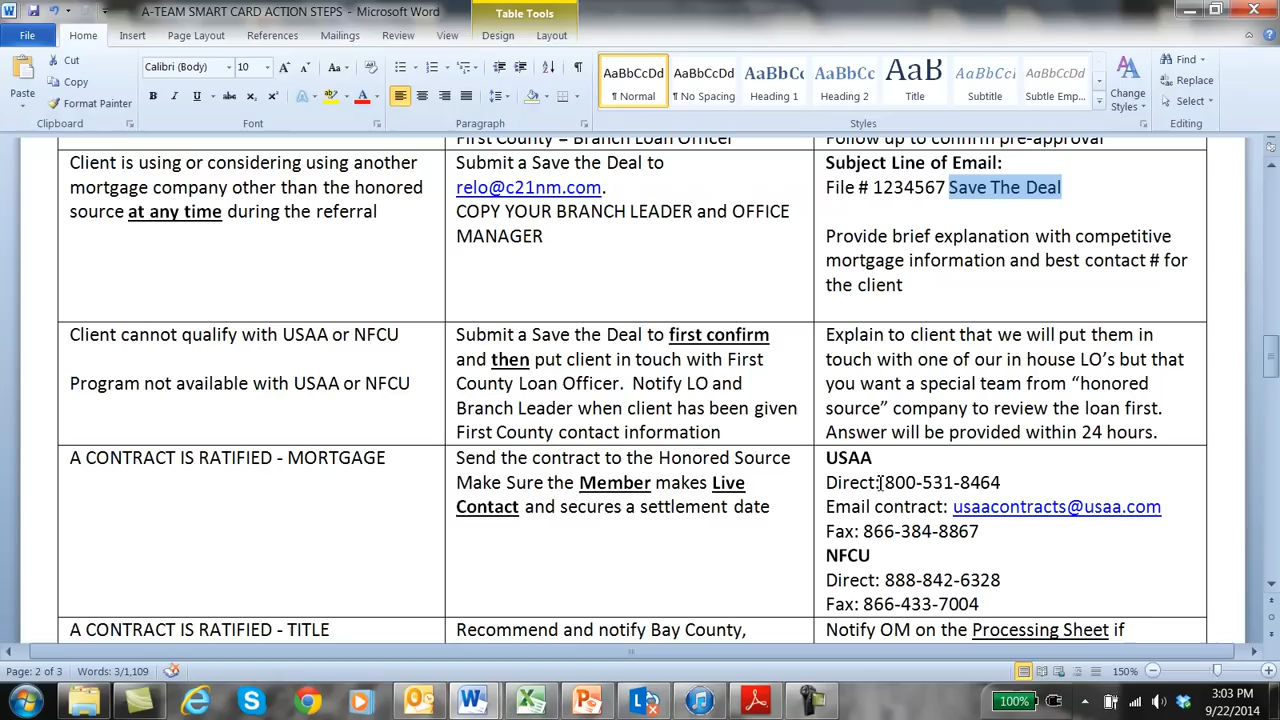 A-TEAM SMART CARD ACTION STEPS - Microsoft Word
Table Tools
File Home Insert Page Layout References Mailings Review View Design Layout
Paste
Cut
Copy
Format Painter
Clipboard
Calibri (Body) 10
Font
Paragraph
AaBbCcDd AaBbCcDd AaBbCc AaBbCc AaB AaBbCcI AaBbCcDd
¶ Normal ¶ No Spacing Heading 1 Heading 2 Title Subtitle Subtle Emp...
Styles
Change Styles
Find
Replace
Select
Editing
First County = Branch Loan Officer
Follow up to confirm pre-approval
Client is using or considering using another
mortgage company other than the honored
source at any time during the referral
Submit a Save the Deal to
relo@c21nm.com.
COPY YOUR BRANCH LEADER and OFFICE
MANAGER
Subject Line of Email:
File # 1234567 Save The Deal
Provide brief explanation with competitive
mortgage information and best contact # for
the client
Client cannot qualify with USAA or NFCU
Program not available with USAA or NFCU
Submit a Save the Deal to first confirm
and then put client in touch with First
County Loan Officer. Notify LO and
Branch Leader when client has been given
First County contact information
Explain to client that we will put them in
touch with one of our in house LO's but that
you want a special team from “honored
source” company to review the loan first.
Answer will be provided within 24 hours.
A CONTRACT IS RATIFIED - MORTGAGE
Send the contract to the Honored Source
Make Sure the Member makes Live
Contact and secures a settlement date
USAA
Direct: 800-531-8464
Email contract: usaacontracts@usaa.com
Fax: 866-384-8867
NFCU
Direct: 888-842-6328
Fax: 866-433-7004
A CONTRACT IS RATIFIED - TITLE
Recommend and notify Bay County,
Notify OM on the Processing Sheet if
Page: 2 of 3 Words: 3/1,109 150%
100% 3:03 PM
9/22/2014